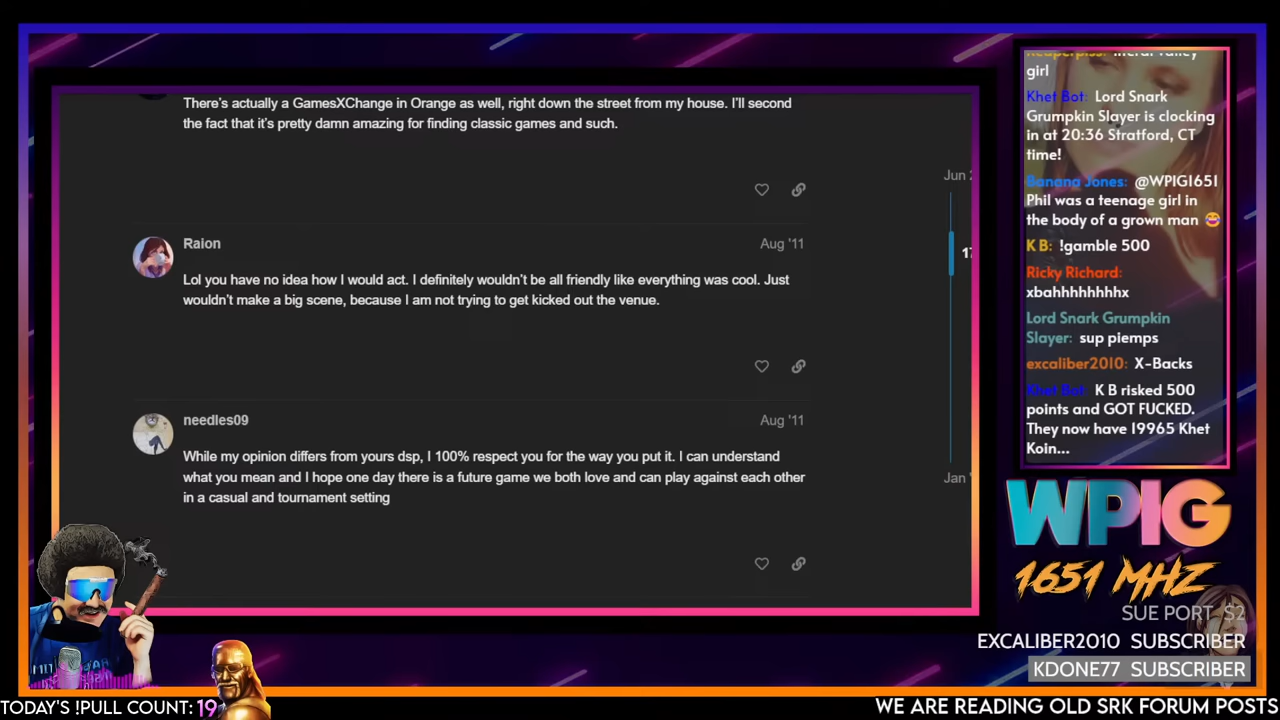 There's actually a GamesXChange in Orange as well, right down the street from my house. I'll second
the fact that it's pretty damn amazing for finding classic games and such.
Raion
Aug '11
Lol you have no idea how I would act. I definitely wouldn't be all friendly like everything was cool. Just
wouldn't make a big scene, because I am not trying to get kicked out the venue.
needles09
Aug '11
While my opinion differs from yours dsp, I 100% respect you for the way you put it. I can understand
what you mean and I hope one day there is a future game we both love and can play against each other
in a casual and tournament setting
Jun 2
17
Jan '
girl
Khet Bot: Lord Snark
Grumpkin Slayer is clocking
in at 20:36 Stratford, CT
time!
Banana Jones: @WPIG1651
Phil was a teenage girl in
the body of a grown man 😂
K B: !gamble 500
Ricky Richard:
xbahhhhhhhx
Lord Snark Grumpkin
Slayer: sup piemps
excaliber2010: X-Backs
Khet Bot: K B risked 500
points and GOT FUCKED.
They now have 19965 Khet
Koin...
WPIG
1651 MHZ
SUE PORT $2
EXCALIBER2010 SUBSCRIBER
KDONE77 SUBSCRIBER
TODAY'S !PULL COUNT: 19
WE ARE READING OLD SRK FORUM POSTS